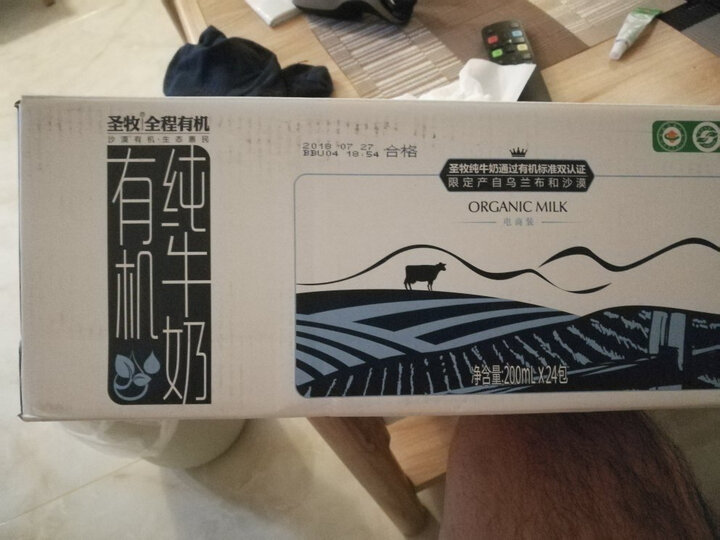 圣牧 全程有机
沙漠有机·生态惠民
有机纯牛奶
2018 07 27
BBU04 18:54 合格
圣牧纯牛奶通过有机标准双认证
限定产自乌兰布和沙漠
ORGANIC MILK
电商装
净含量:200mL X 24包